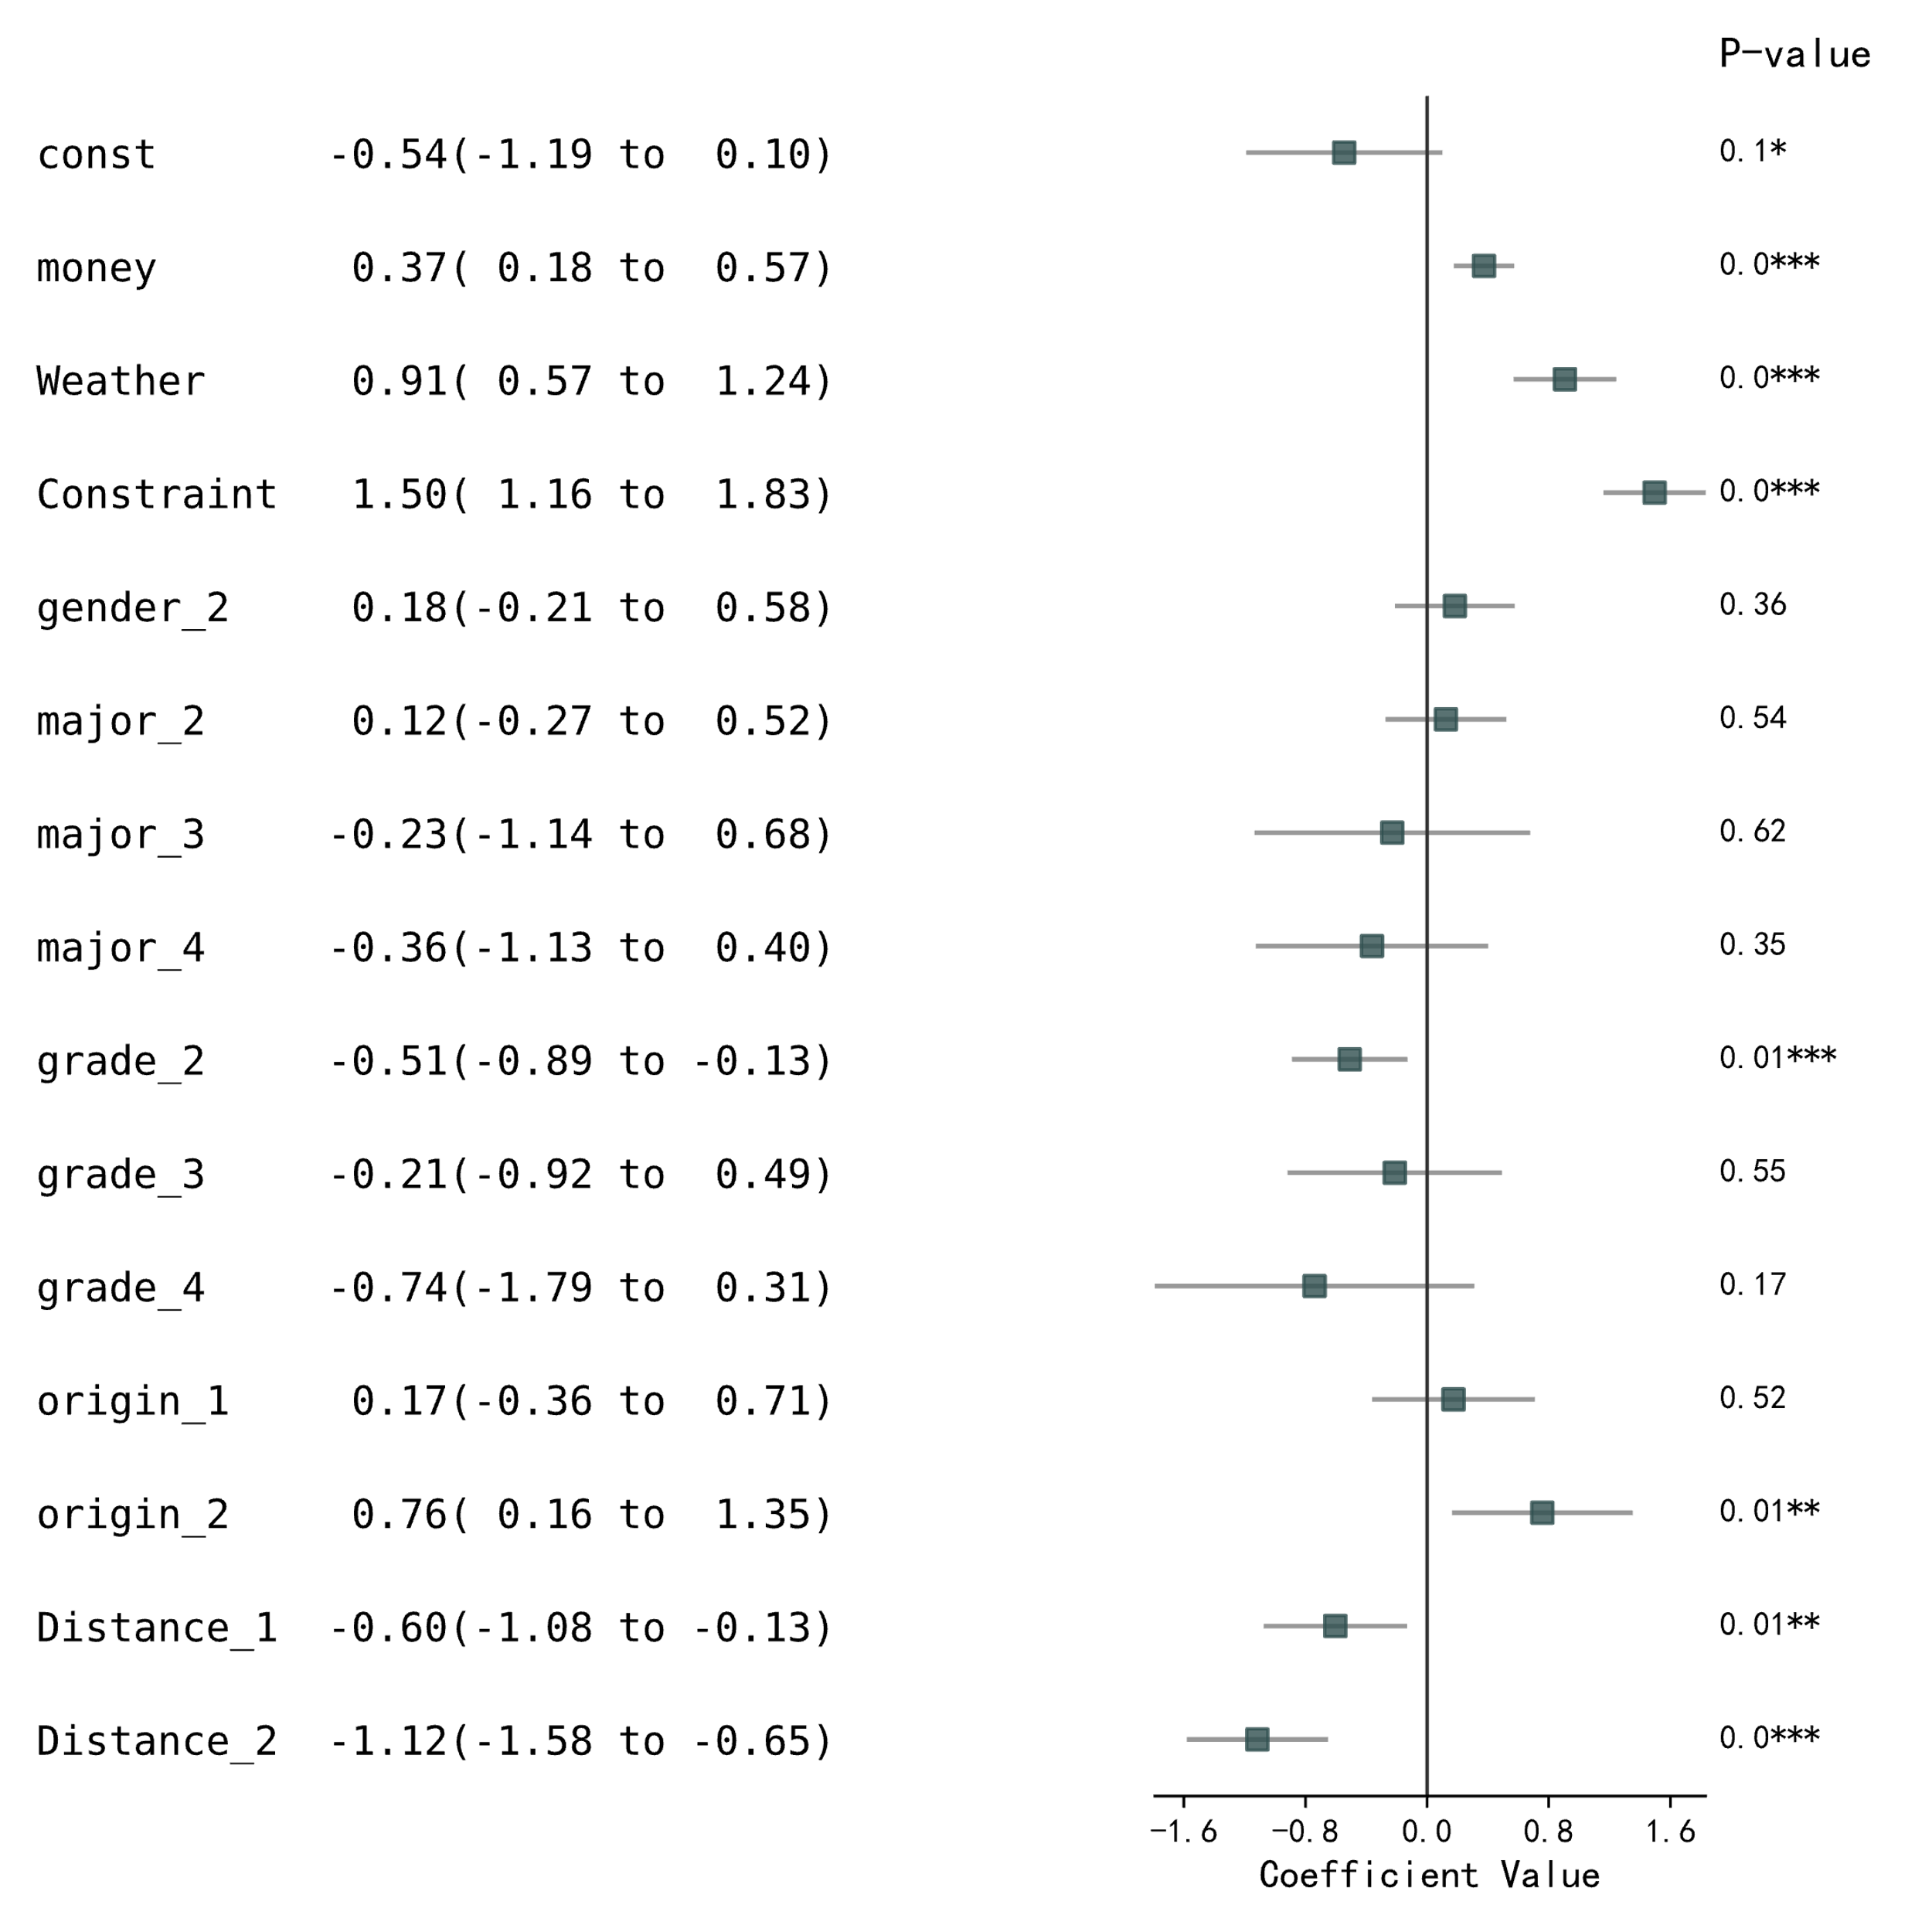 P-value
const -0.54(-1.19 to 0.10) 0.1*
money 0.37( 0.18 to 0.57) 0.0***
Weather 0.91( 0.57 to 1.24) 0.0***
Constraint 1.50( 1.16 to 1.83) 0.0***
gender_2 0.18(-0.21 to 0.58) 0.36
major_2 0.12(-0.27 to 0.52) 0.54
major_3 -0.23(-1.14 to 0.68) 0.62
major_4 -0.36(-1.13 to 0.40) 0.35
grade_2 -0.51(-0.89 to -0.13) 0.01***
grade_3 -0.21(-0.92 to 0.49) 0.55
grade_4 -0.74(-1.79 to 0.31) 0.17
origin_1 0.17(-0.36 to 0.71) 0.52
origin_2 0.76( 0.16 to 1.35) 0.01**
Distance_1 -0.60(-1.08 to -0.13) 0.01**
Distance_2 -1.12(-1.58 to -0.65) 0.0***
-1.6 -0.8 0.0 0.8 1.6
Coefficient Value